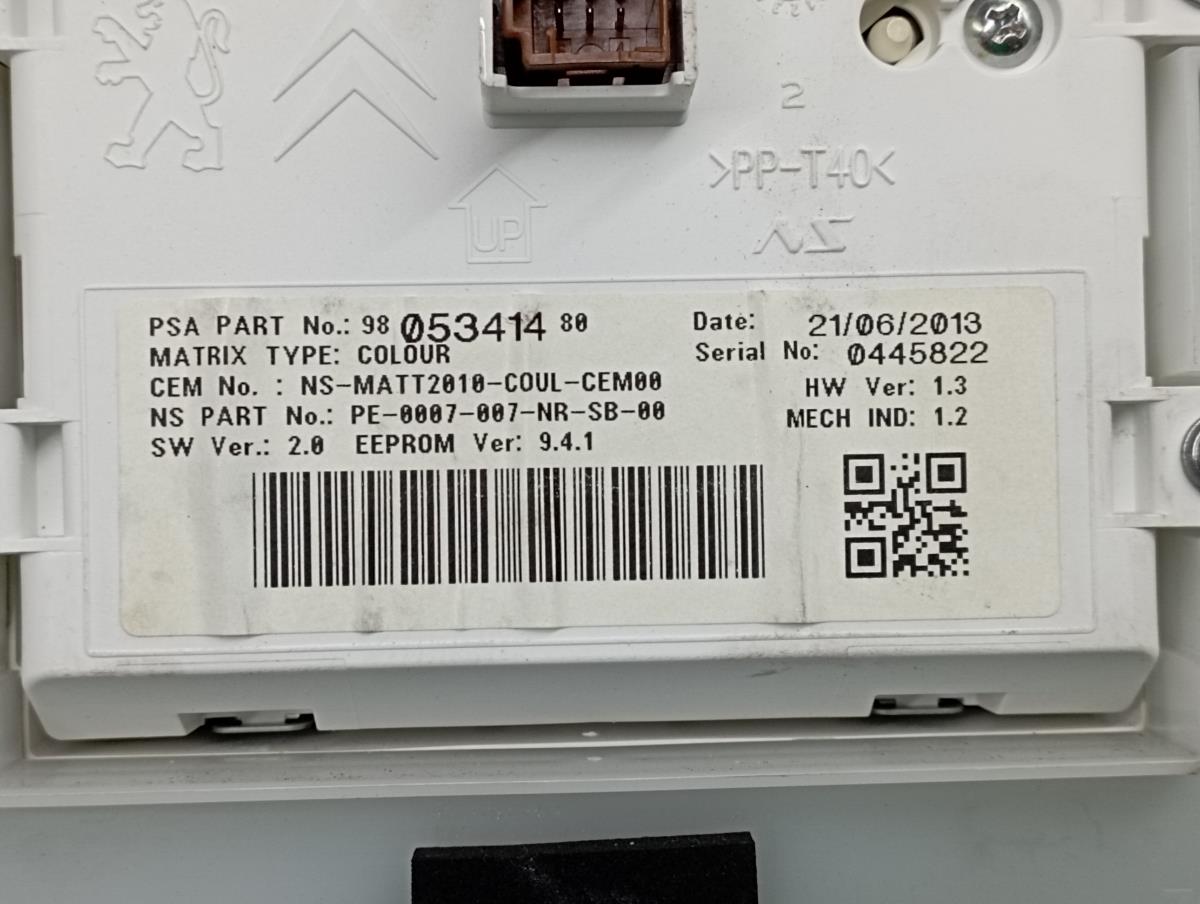 2
>PP-T40<
UP
NS
PSA PART No.: 98 053414 80
MATRIX TYPE: COLOUR
CEM No. : NS-MATT2010-COUL-CEM00
NS PART No.: PE-0007-007-NR-SB-00
SW Ver.: 2.0 EEPROM Ver: 9.4.1
Date: 21/06/2013
Serial No: 0445822
HW Ver: 1.3
MECH IND: 1.2